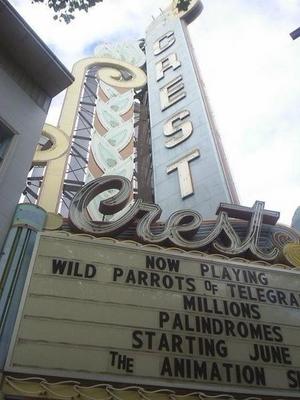 CREST
Crest
NOW PLAYING
WILD PARROTS OF TELEGRA
MILLIONS
PALINDROMES
STARTING JUNE
THE ANIMATION S